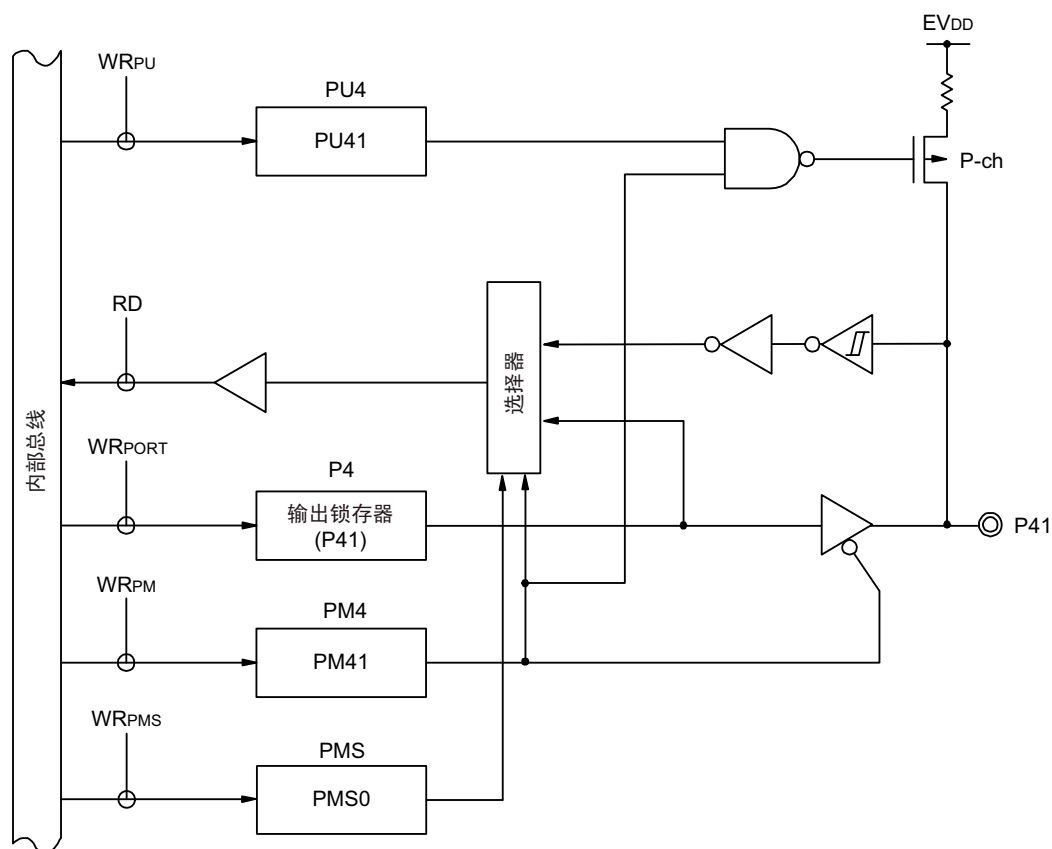 EVDD
WRPU
PU4
PU41
P-ch
RD
选择器
内部总线
WRPORT
P4
输出锁存器
(P41)
P41
WRPM
PM4
PM41
WRPMS
PMS
PMS0